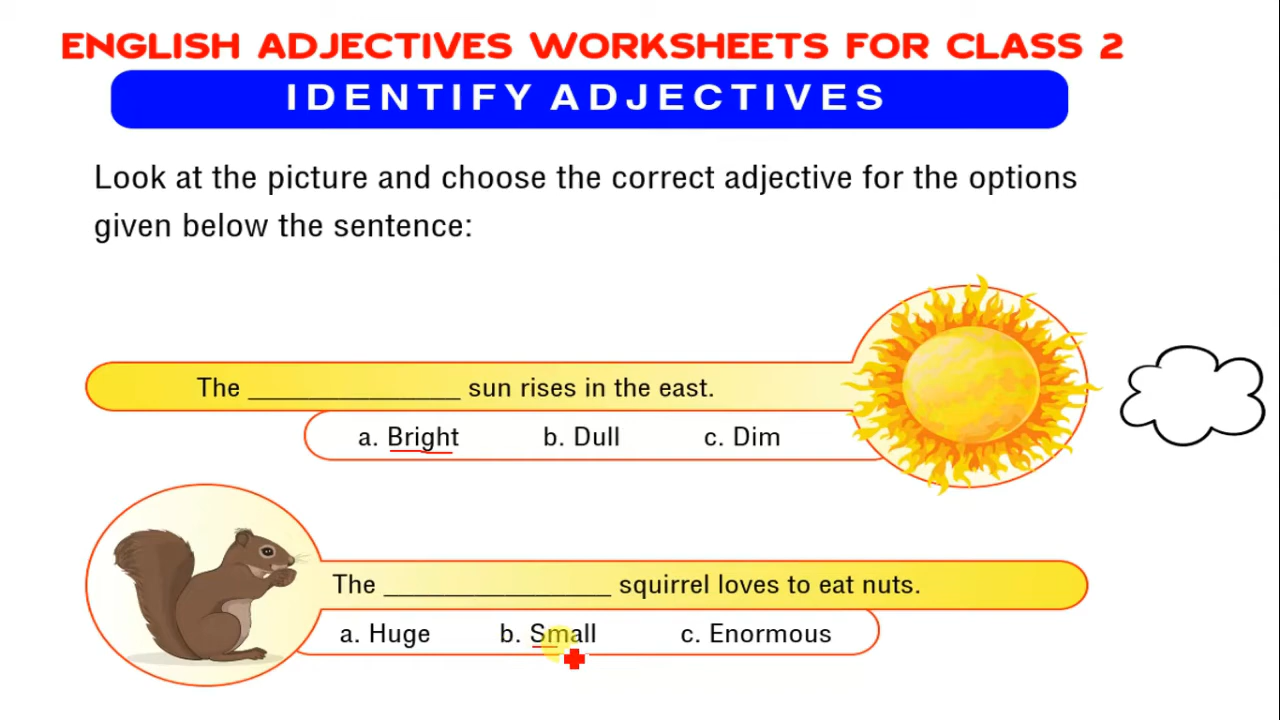 ENGLISH ADJECTIVES WORKSHEETS FOR CLASS 2
IDENTIFY ADJECTIVES
Look at the picture and choose the correct adjective for the options
given below the sentence:
The ______________ sun rises in the east.
a. Bright b. Dull c. Dim
The _______________ squirrel loves to eat nuts.
a. Huge b. Small c. Enormous